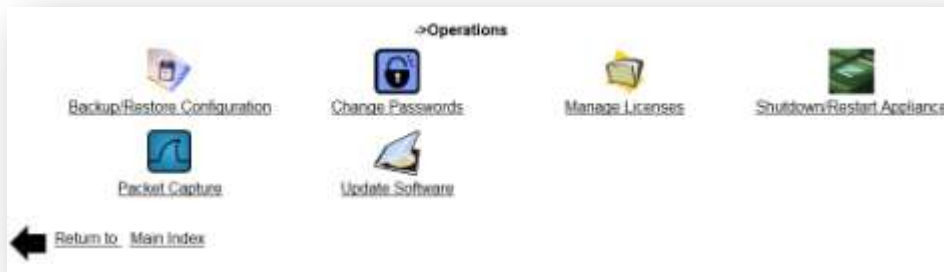 ->Operations
Backup/Restore Configuration Change Passwords Manage Licenses Shutdown/Restart Appliance
Packet Capture Update Software
Return to Main Index